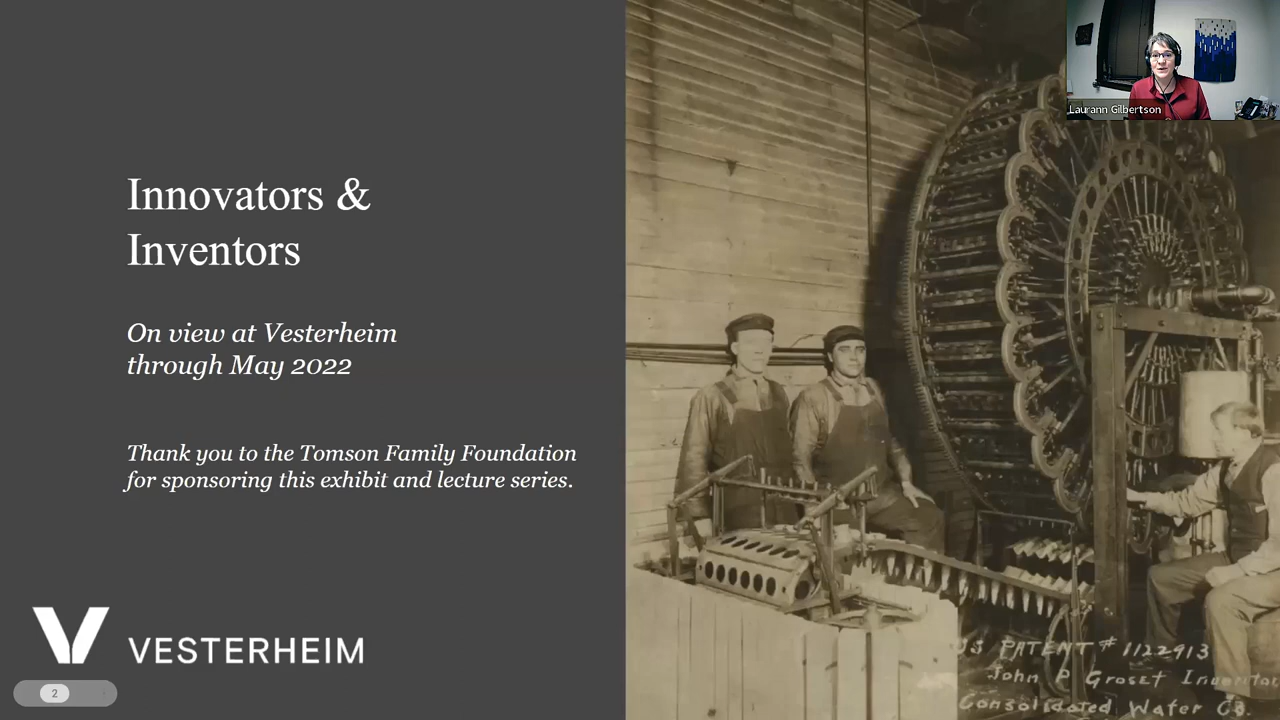 Innovators &
Inventors
On view at Vesterheim
through May 2022
Thank you to the Tomson Family Foundation
for sponsoring this exhibit and lecture series.
VESTERHEIM
2
Laurann Gilbertson
US PATENT # 1122913
John P Groset Inventor
Consolidated Wafer Co.